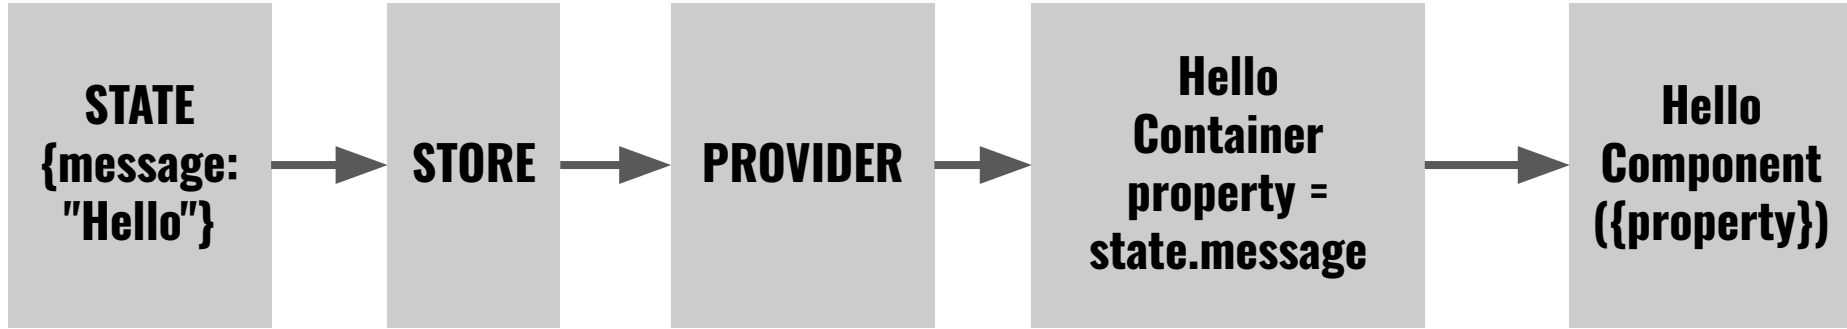 STATE
{message:
"Hello"}
STORE
PROVIDER
Hello
Container
property =
state.message
Hello
Component
({property})